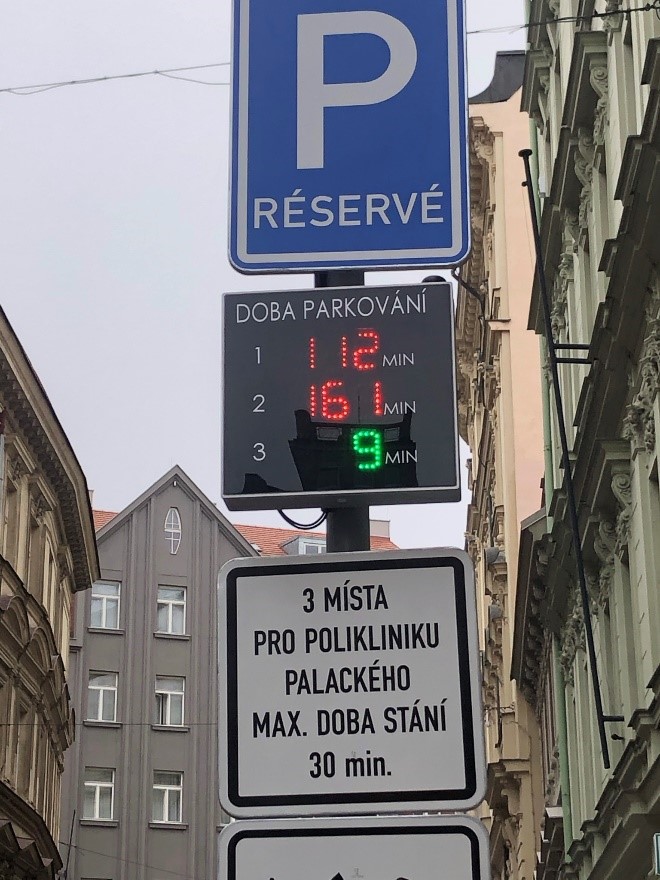 P
RÉSERVÉ
DOBA PARKOVÁNÍ
1 112 MIN
2 161 MIN
3 9 MIN
3 MÍSTA
PRO POLIKLINIKU
PALACKÉHO
MAX. DOBA STÁNÍ
30 min.